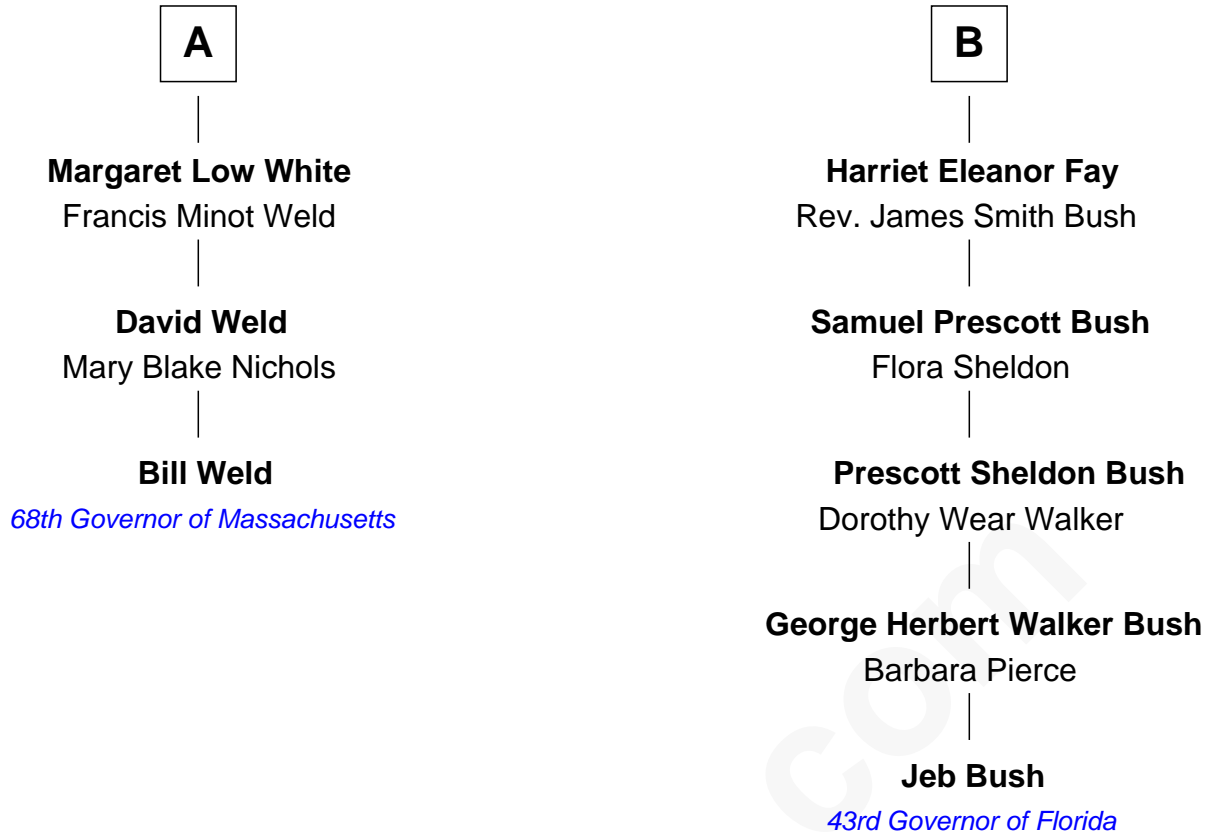 A
Margaret Low White
Francis Minot Weld
David Weld
Mary Blake Nichols
Bill Weld
68th Governor of Massachusetts
B
Harriet Eleanor Fay
Rev. James Smith Bush
Samuel Prescott Bush
Flora Sheldon
Prescott Sheldon Bush
Dorothy Wear Walker
George Herbert Walker Bush
Barbara Pierce
Jeb Bush
43rd Governor of Florida
com